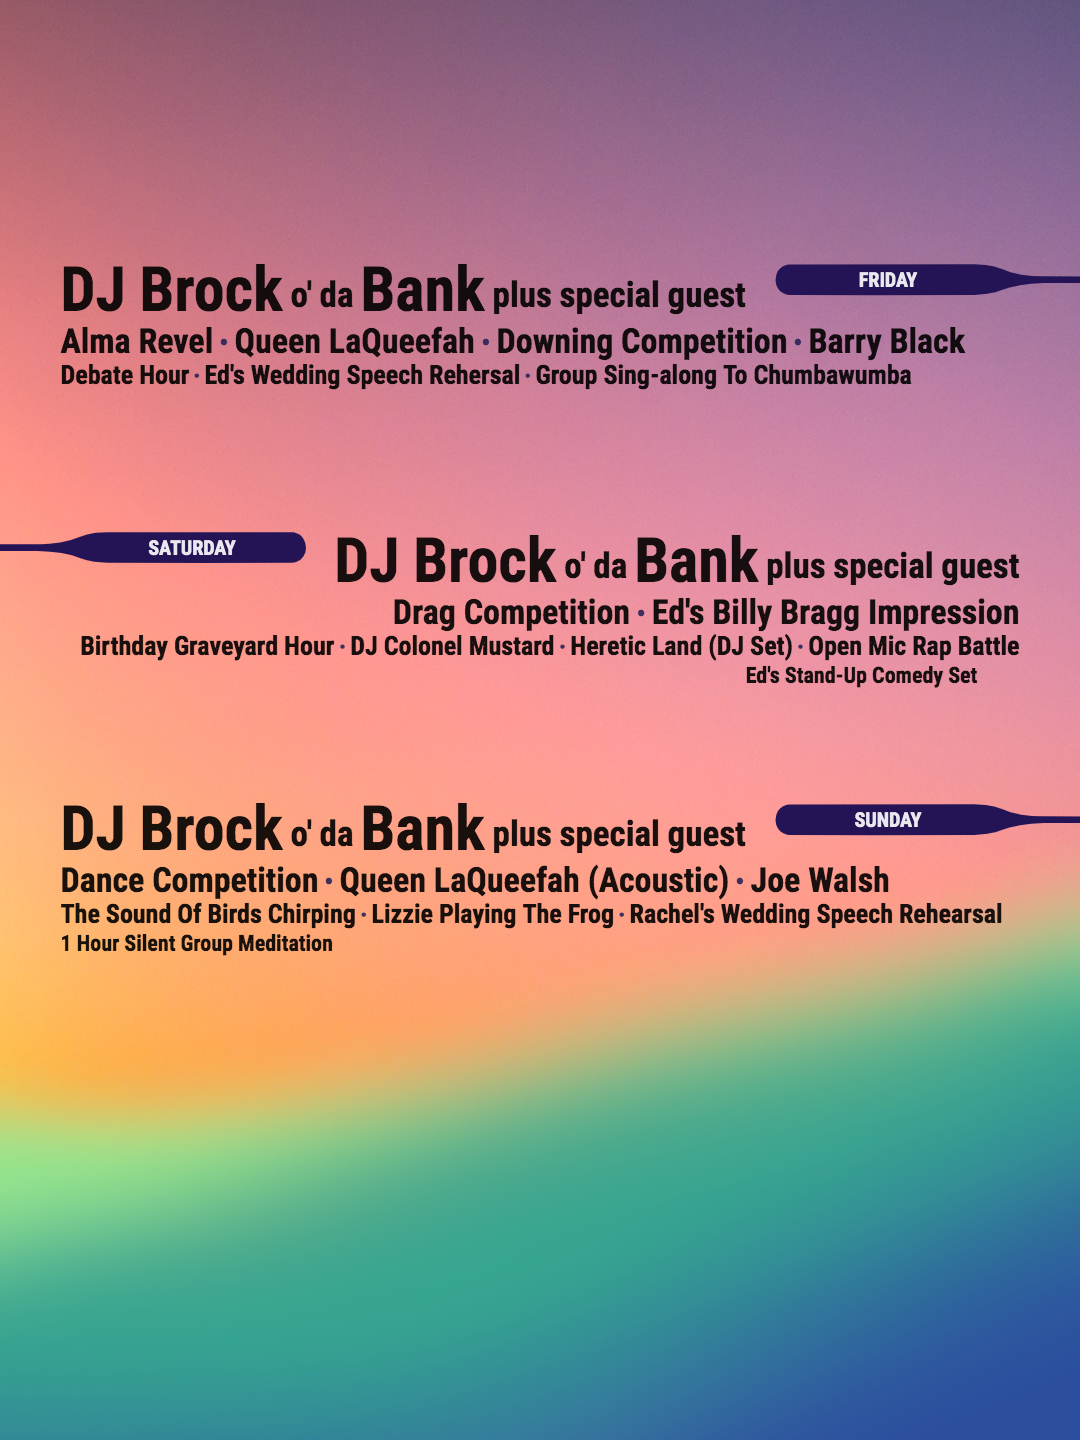 DJ Brock o' da Bank plus special guest
FRIDAY
Alma Revel · Queen LaQueefah · Downing Competition · Barry Black
Debate Hour · Ed's Wedding Speech Rehersal · Group Sing-along To Chumbawumba
SATURDAY
DJ Brock o' da Bank plus special guest
Drag Competition · Ed's Billy Bragg Impression
Birthday Graveyard Hour · DJ Colonel Mustard · Heretic Land (DJ Set) · Open Mic Rap Battle
Ed's Stand-Up Comedy Set
DJ Brock o' da Bank plus special guest
SUNDAY
Dance Competition · Queen LaQueefah (Acoustic) · Joe Walsh
The Sound Of Birds Chirping · Lizzie Playing The Frog · Rachel's Wedding Speech Rehearsal
1 Hour Silent Group Meditation